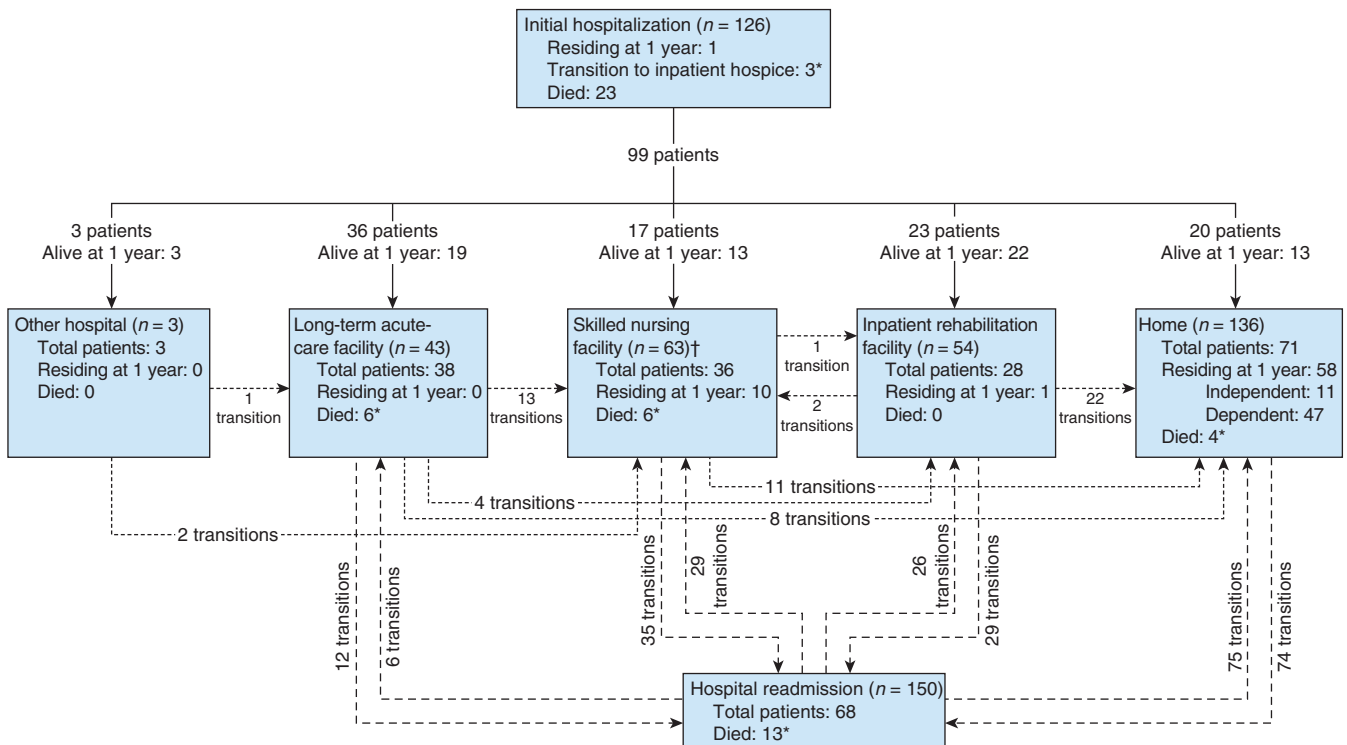 Initial hospitalization (n = 126)
Residing at 1 year: 1
Transition to inpatient hospice: 3*
Died: 23
99 patients
3 patients
Alive at 1 year: 3
36 patients
Alive at 1 year: 19
17 patients
Alive at 1 year: 13
23 patients
Alive at 1 year: 22
20 patients
Alive at 1 year: 13
Other hospital (n = 3)
Total patients: 3
Residing at 1 year: 0
Died: 0
1
transition
Long-term acute-
care facility (n = 43)
Total patients: 38
Residing at 1 year: 0
Died: 6*
13
transitions
Skilled nursing
facility (n = 63)†
Total patients: 36
Residing at 1 year: 10
Died: 6*
1
transition
2
transitions
Inpatient rehabilitation
facility (n = 54)
Total patients: 28
Residing at 1 year: 1
Died: 0
22
transitions
Home (n = 136)
Total patients: 71
Residing at 1 year: 58
Independent: 11
Dependent: 47
Died: 4*
11 transitions
4 transitions
8 transitions
2 transitions
12 transitions
6 transitions
35 transitions
29
transitions
26
transitions
29 transitions
75 transitions
74 transitions
Hospital readmission (n = 150)
Total patients: 68
Died: 13*